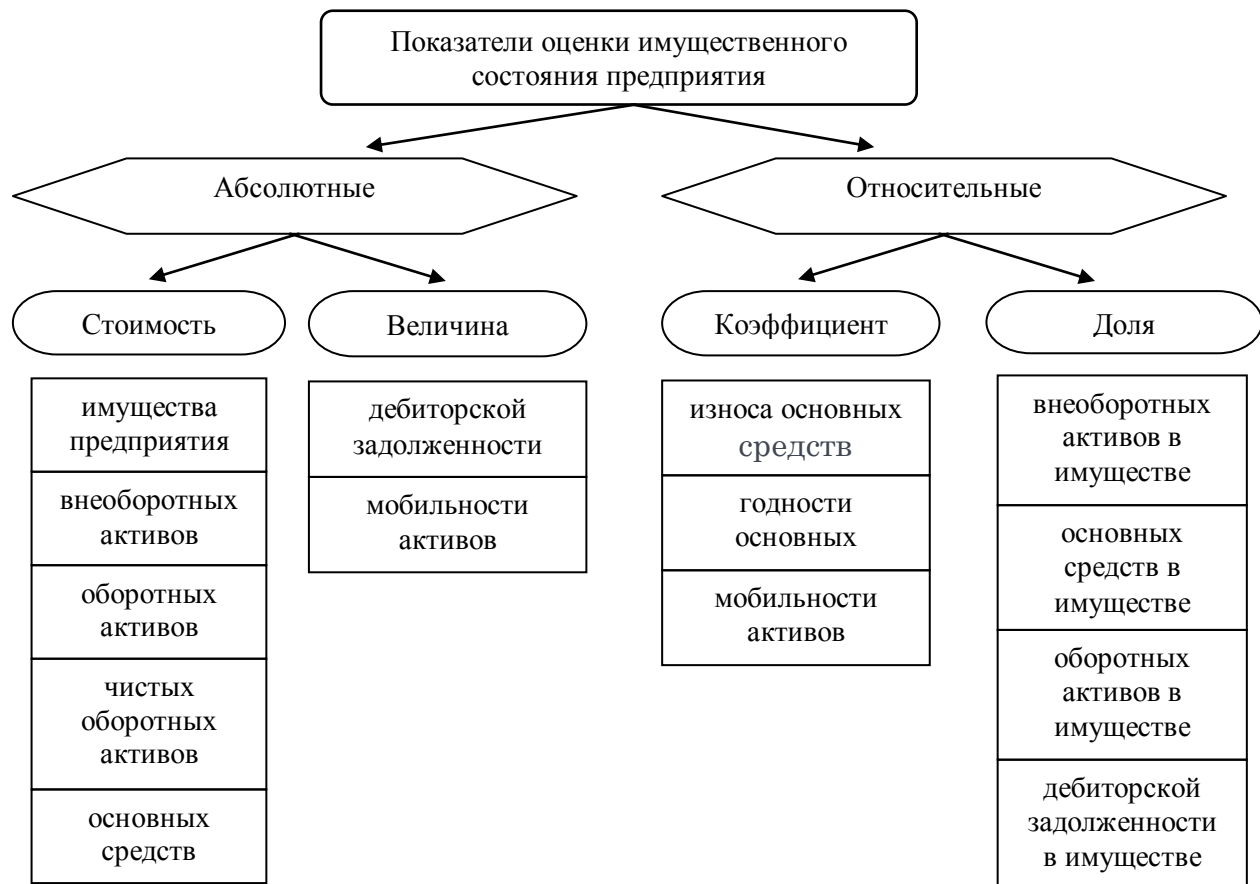 Показатели оценки имущественного
состояния предприятия
Абсолютные
Относительные
Стоимость
Величина
Коэффициент
Доля
имущества
предприятия
внеоборотных
активов
оборотных
активов
чистых
оборотных
активов
основных
средств
дебиторской
задолженности
мобильности
активов
износа основных
средств
годности
основных
мобильности
активов
внеоборотных
активов в
имуществе
основных
средств в
имуществе
оборотных
активов в
имуществе
дебиторской
задолженности
в имуществе